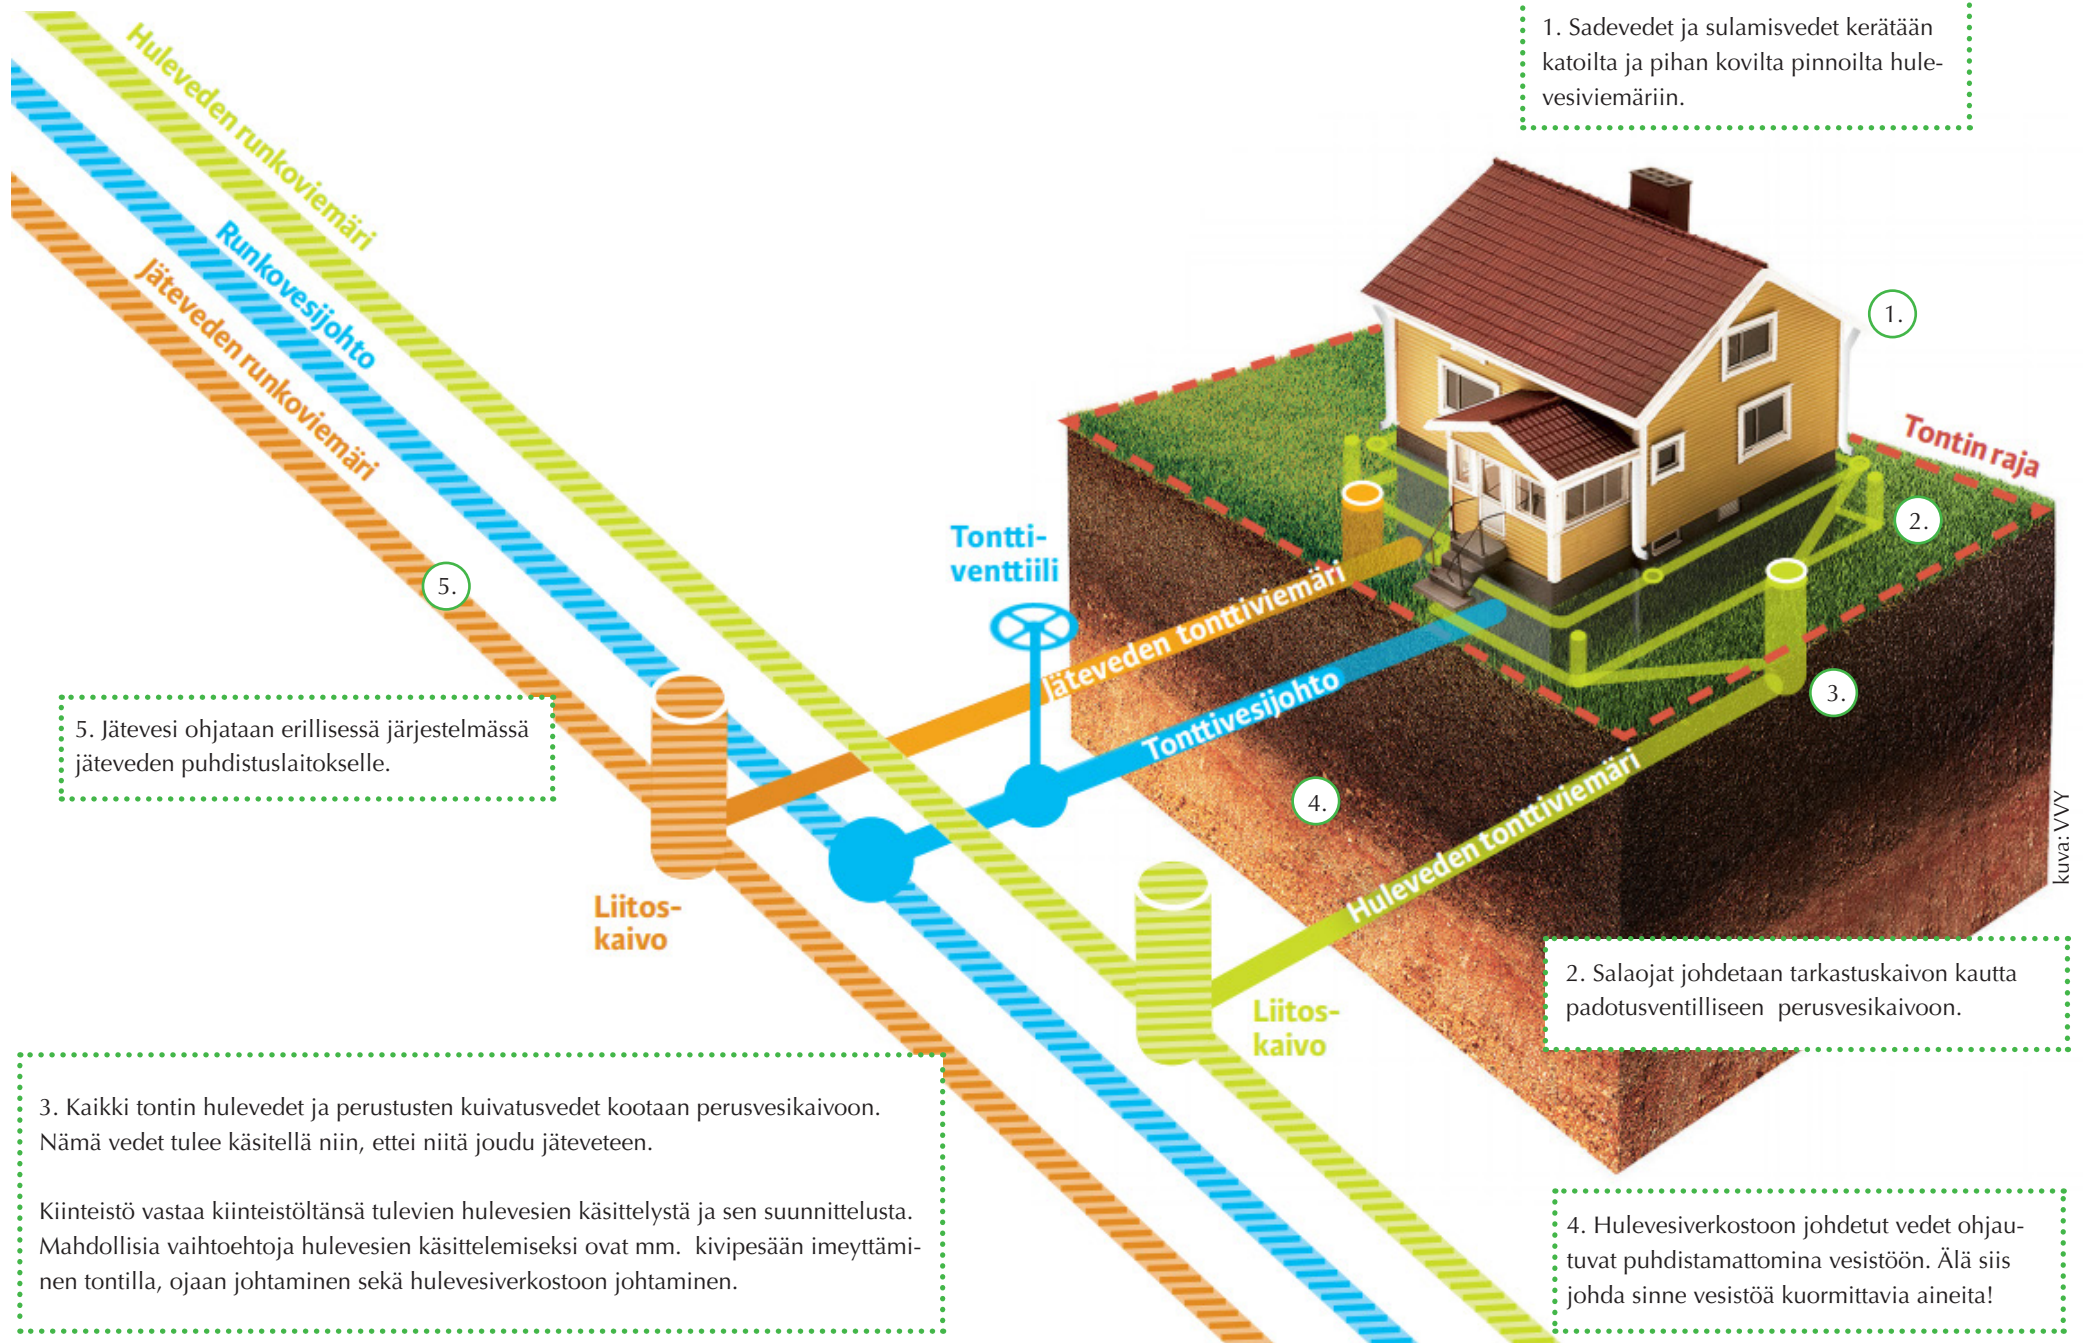 1. Sadevedet ja sulamisvedet kerätään
katoilta ja pihan kovilta pinnoilta hule-
vesiviemäriin.
Huleveden runkoviemäri
Runkovesijohto
Jäteveden runkoviemäri
1.
Tontin raja
2.
Tontti-
venttiili
5.
Jäteveden tonttiviemäri
Tonttivesijohto
3.
Huleveden tonttiviemäri
4.
5. Jätevesi ohjataan erillisessä järjestelmässä
jäteveden puhdistuslaitokselle.
kuva: VVY
Liitos-
kaivo
Liitos-
kaivo
2. Salaojat johdetaan tarkastuskaivon kautta
padotusventilliseen perusvesikaivoon.
3. Kaikki tontin hulevedet ja perustusten kuivatusvedet kootaan perusvesikaivoon.
Nämä vedet tulee käsitellä niin, ettei niitä joudu jäteveteen.
Kiinteistö vastaa kiinteistöltänsä tulevien hulevesien käsittelystä ja sen suunnittelusta.
Mahdollisia vaihtoehtoja hulevesien käsittelemiseksi ovat mm. kivipesään imeyttämi-
nen tontilla, ojaan johtaminen sekä hulevesiverkostoon johtaminen.
4. Hulevesiverkostoon johdetut vedet ohjau-
tuvat puhdistamattomina vesistöön. Älä siis
johda sinne vesistöä kuormittavia aineita!